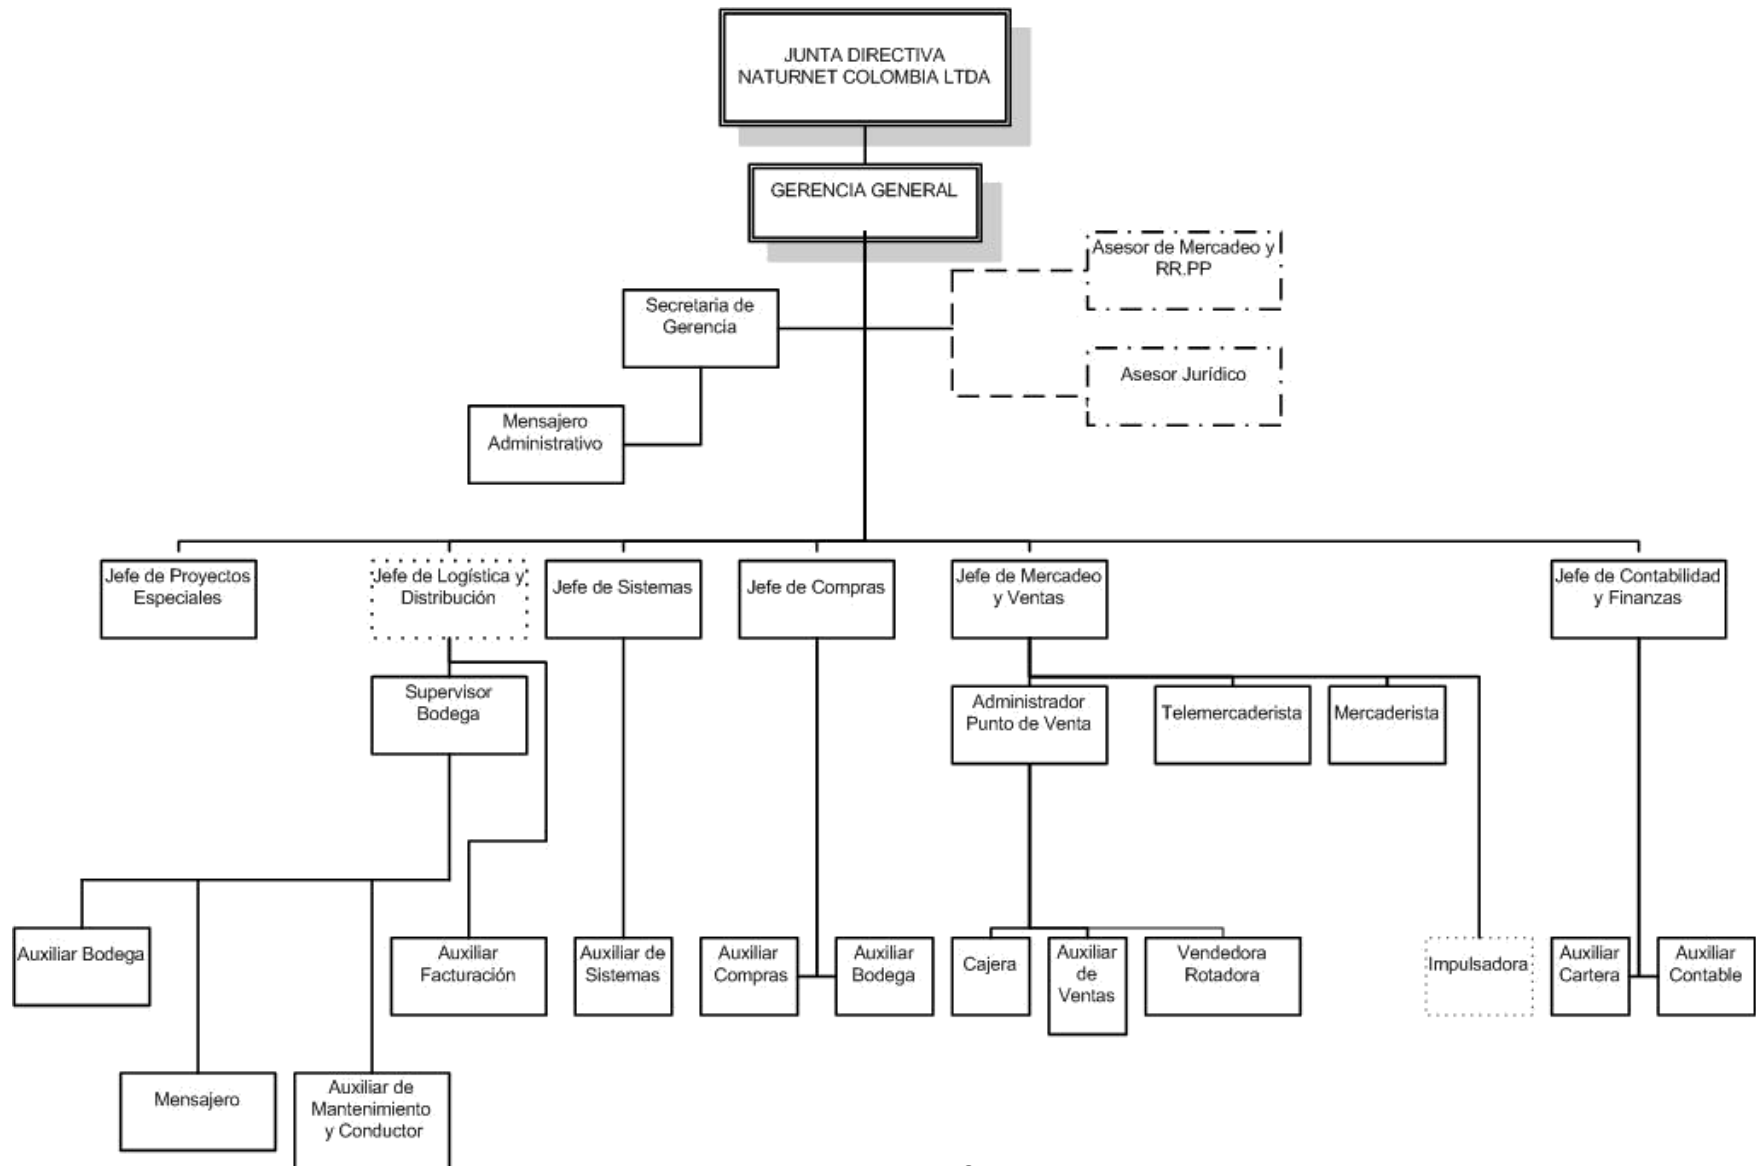 JUNTA DIRECTIVA
NATURNET COLOMBIA LTDA
GERENCIA GENERAL
Asesor de Mercadeo y
RR.PP
Secretaria de
Gerencia
Asesor Jurídico
Mensajero
Administrativo
Jefe de Proyectos
Especiales
Jefe de Logística y
Distribución
Jefe de Sistemas
Jefe de Compras
Jefe de Mercadeo
y Ventas
Jefe de Contabilidad
y Finanzas
Supervisor
Bodega
Administrador
Punto de Venta
Telemercaderista
Mercaderista
Auxiliar Bodega
Auxiliar
Facturación
Auxiliar de
Sistemas
Auxiliar
Compras
Auxiliar
Bodega
Cajera
Auxiliar
de
Ventas
Vendedora
Rotadora
Impulsadora
Auxiliar
Cartera
Auxiliar
Contable
Mensajero
Auxiliar de
Mantenimiento
y Conductor